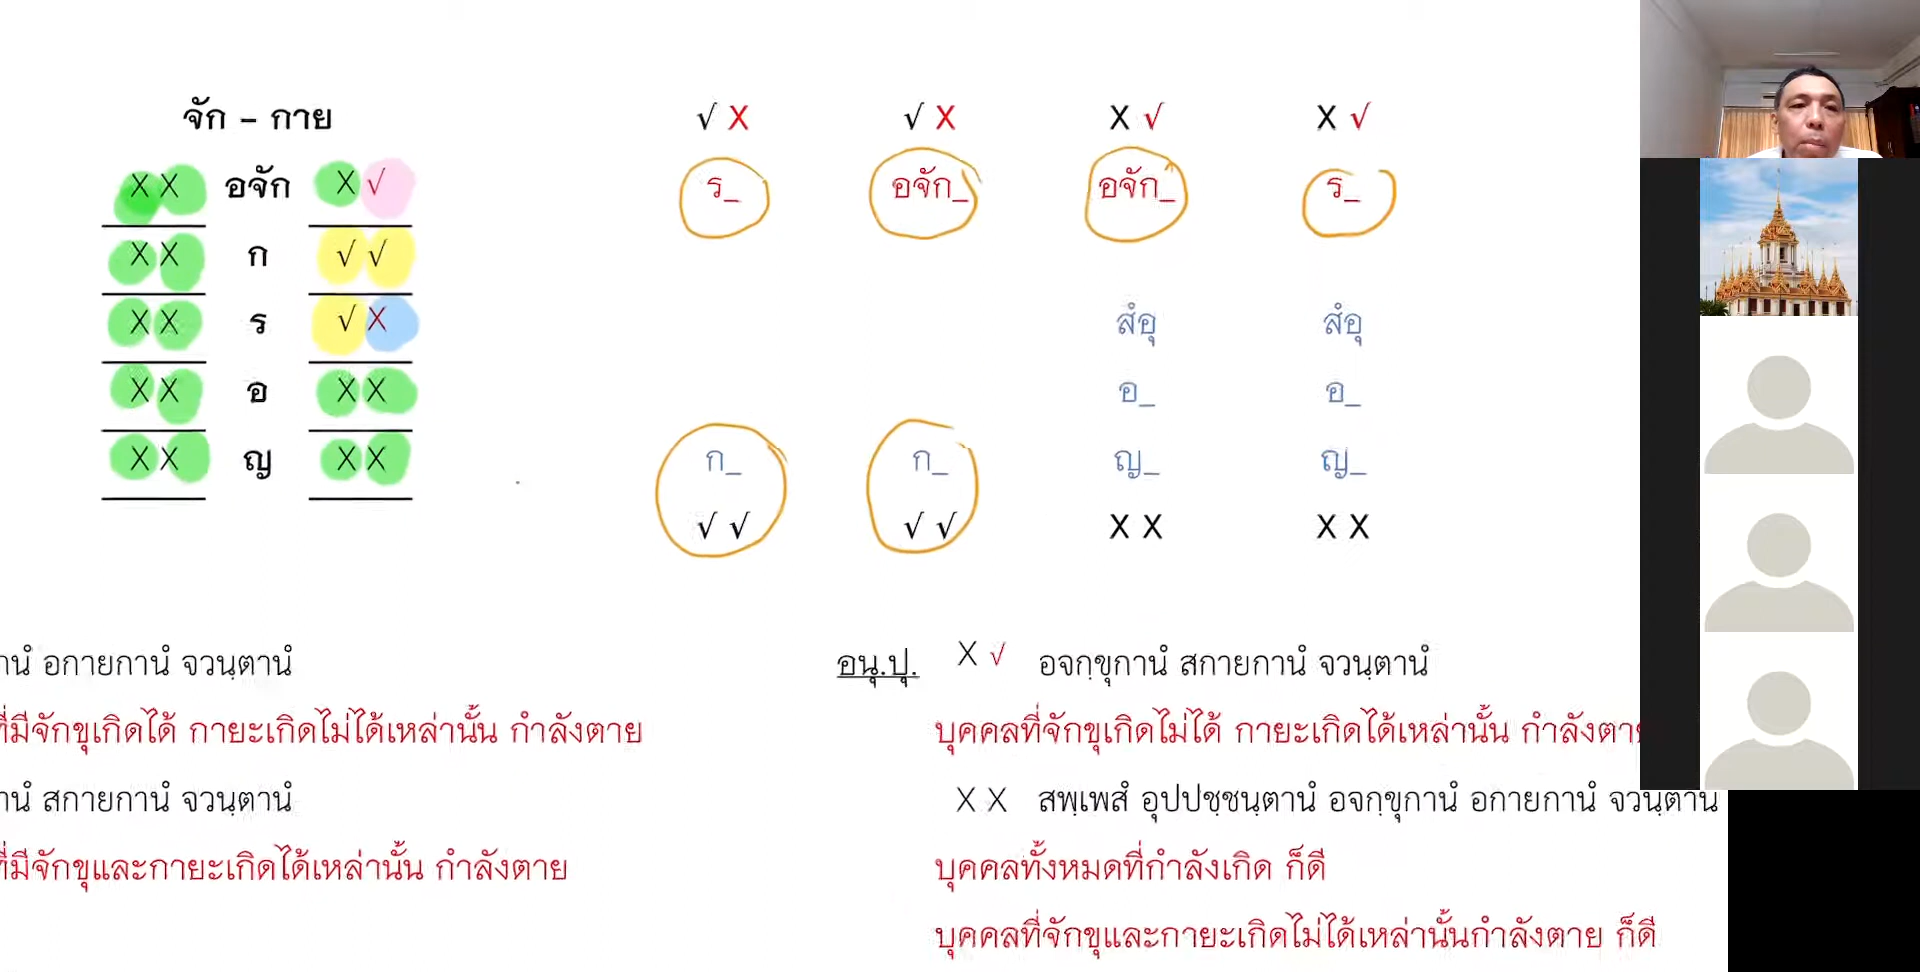 จัก – กาย
X X อจัก X √
X X ก √ √
X X ร √ X
X X อ X X
X X ญ X X
√ X √ X X √ X √
ร_ อจัก_ อจัก_ ร_
สํอุ สํอุ
อ_ อ_
ก_ ก_ ญ_ ญ_
√ √ √ √ X X X X
อกายกานํ จวนฺตานํ
ที่มีจักขุเกิดได้ กายะเกิดไม่ได้เหล่านั้น กำลังตาย
สกายกานํ จวนฺตานํ
ที่มีจักขุและกายะเกิดได้เหล่านั้น กำลังตาย
อนุ.ปุ. X √ อจกฺขุกานํ สกายกานํ จวนฺตานํ
บุคคลที่จักขุเกิดไม่ได้ กายะเกิดได้เหล่านั้น
X X สพฺเพสํ อุปปชฺชนฺตานํ อจกฺขุกานํ อกายกานํ จวนฺตานํ
บุคคลทั้งหมดที่กำลังเกิด ก็ดี
บุคคลที่จักขุและกายะเกิดไม่ได้เหล่านั้นกำลังตาย ก็ดี